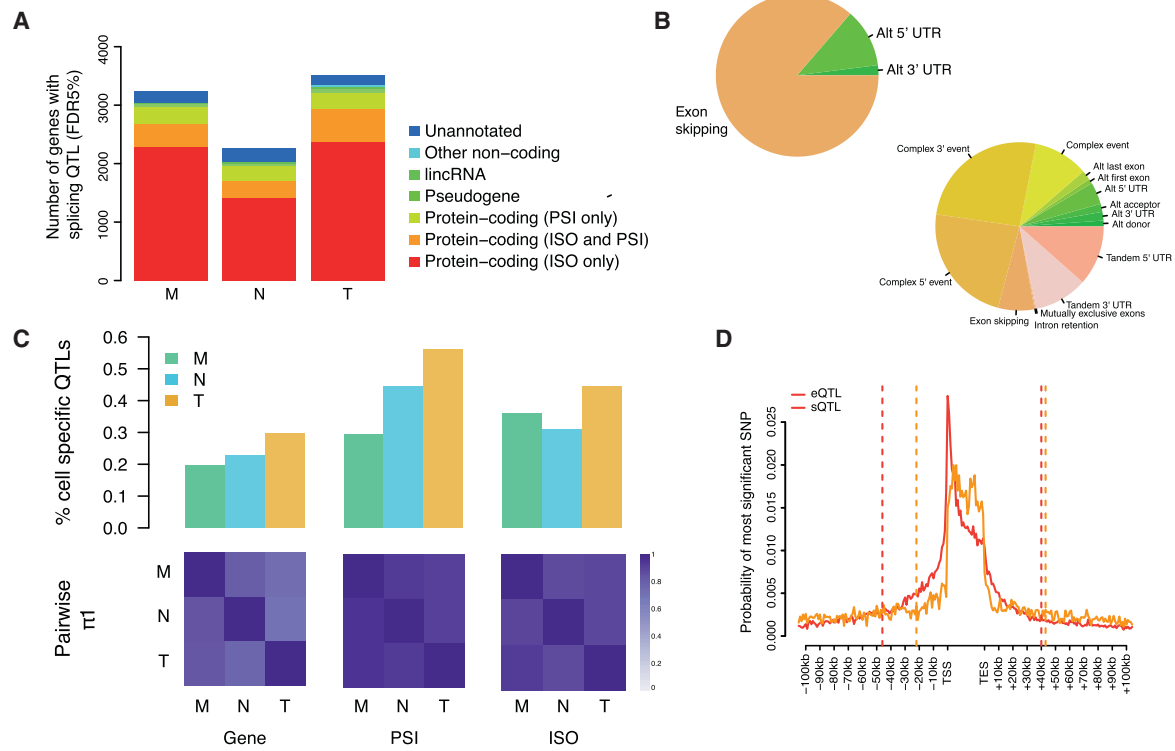 A
Number of genes with
splicing QTL (FDR5%)
0
1000
2000
3000
4000
M
N
T
Unannotated
Other non−coding
lincRNA
Pseudogene
Protein−coding (PSI only)
Protein−coding (ISO and PSI)
Protein−coding (ISO only)
B
Alt 5' UTR
Alt 3' UTR
Exon
skipping
Complex 3' event
Complex event
Alt last exon
Alt first exon
Alt 5' UTR
Alt acceptor
Alt 3' UTR
Alt donor
Tandem 5' UTR
Complex 5' event
Tandem 3' UTR
Mutually exclusive exons
Exon skipping
Intron retention
C
% cell specific QTLs
0.6
0.5
0.4
0.3
0.2
0.1
0.0
M
N
T
Pairwise
π1
M
N
T
1
0.8
0.6
0.4
0.2
0
M N T
M N T
M N T
Gene
PSI
ISO
D
eQTL
sQTL
Probability of most significant SNP
0.000
0.005
0.010
0.015
0.020
0.025
−100kb
−90kb
−80kb
−70kb
−60kb
−50kb
−40kb
−30kb
−20kb
−10kb
TSS
TES
+10kb
+20kb
+30kb
+40kb
+50kb
+60kb
+70kb
+80kb
+90kb
+100kb